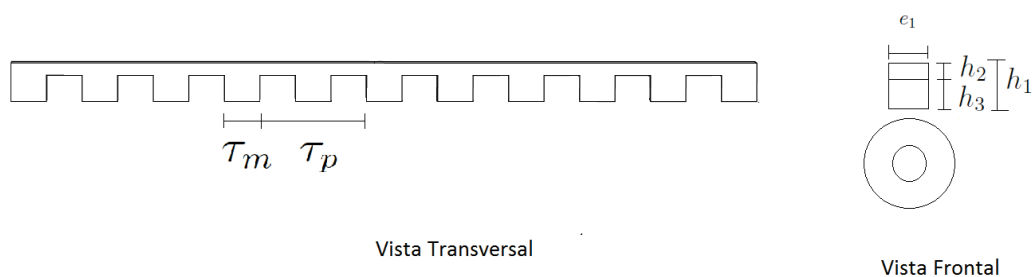 e₁
h₂
h₁
h₃
τₘ τₚ
Vista Transversal
Vista Frontal